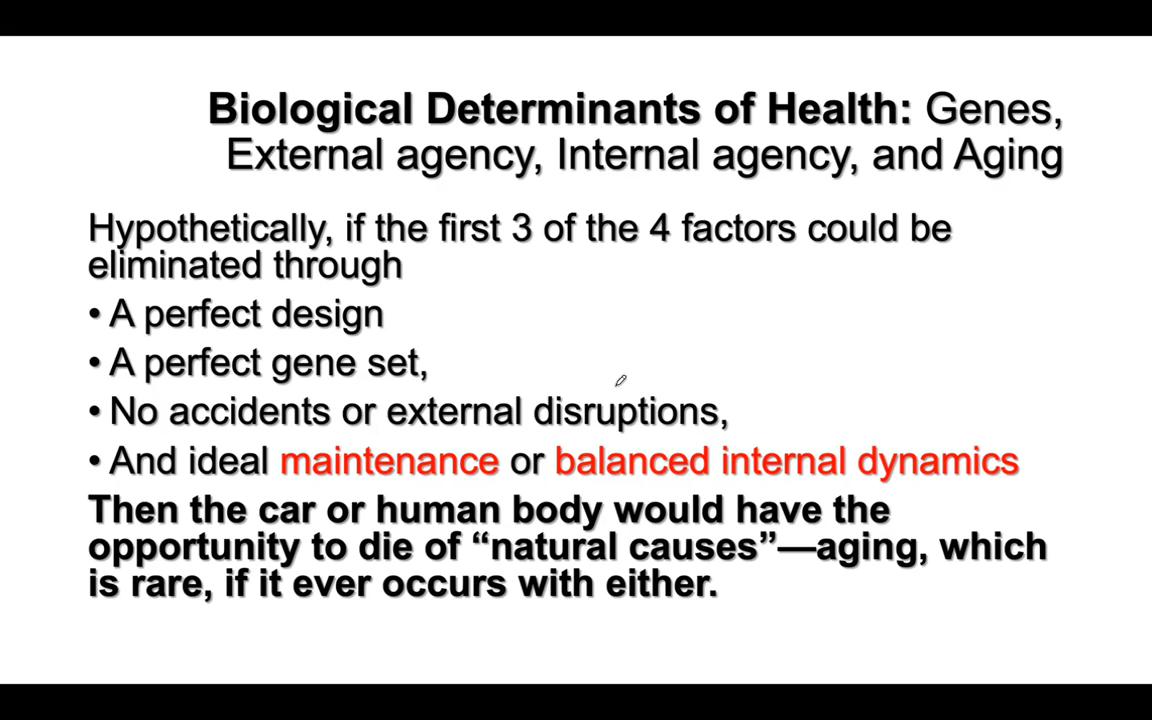 Biological Determinants of Health: Genes,
External agency, Internal agency, and Aging
Hypothetically, if the first 3 of the 4 factors could be
eliminated through
• A perfect design
• A perfect gene set,
• No accidents or external disruptions,
• And ideal maintenance or balanced internal dynamics
Then the car or human body would have the
opportunity to die of “natural causes”—aging, which
is rare, if it ever occurs with either.